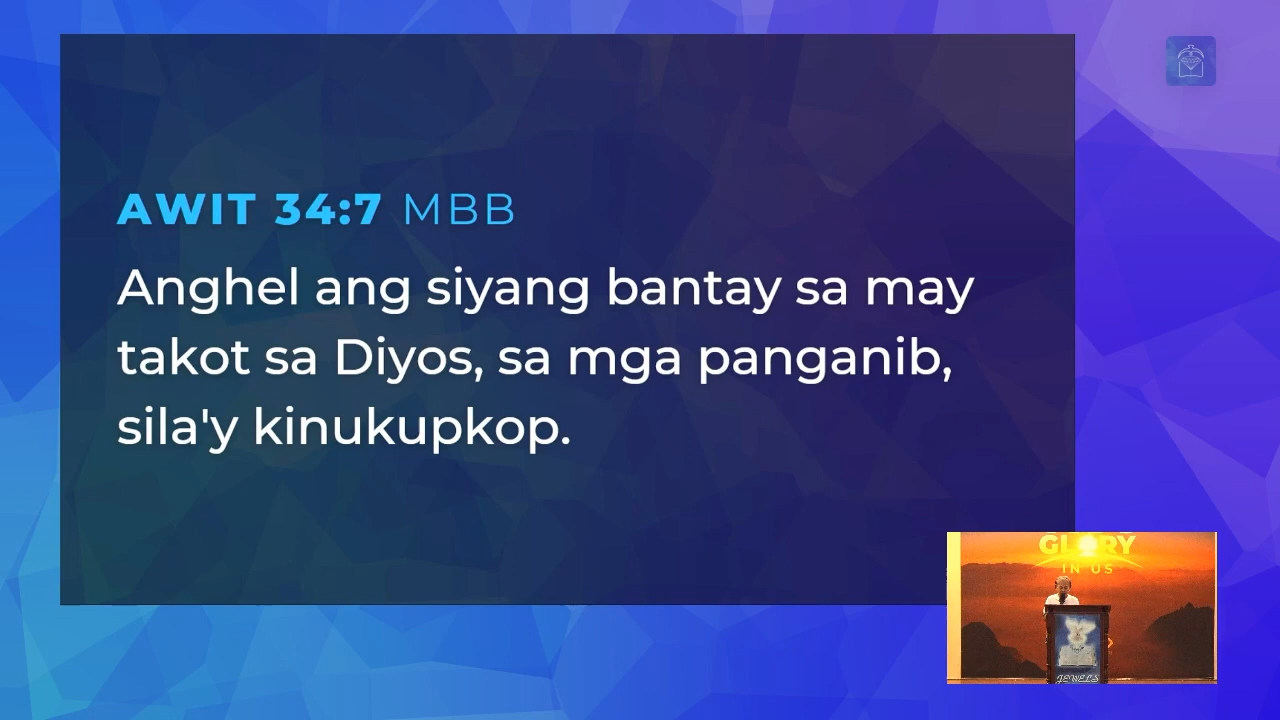 AWIT 34:7 MBB
Anghel ang siyang bantay sa may
takot sa Diyos, sa mga panganib,
sila'y kinukupkop.
GLORY
IN US
JEWELS